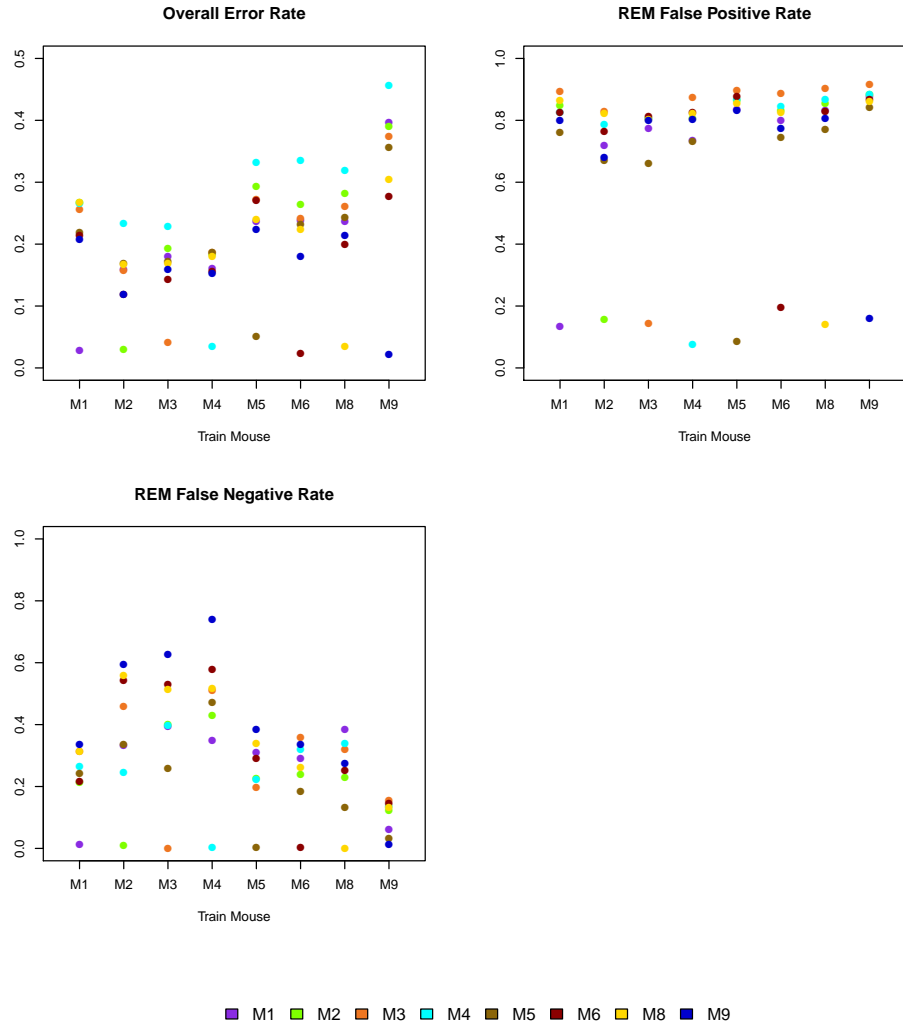 Overall Error Rate
0.5
0.4
0.3
0.2
0.1
0.0
M1 M2 M3 M4 M5 M6 M8 M9
Train Mouse
REM False Positive Rate
1.0
0.8
0.6
0.4
0.2
0.0
M1 M2 M3 M4 M5 M6 M8 M9
Train Mouse
REM False Negative Rate
1.0
0.8
0.6
0.4
0.2
0.0
M1 M2 M3 M4 M5 M6 M8 M9
Train Mouse
M1 M2 M3 M4 M5 M6 M8 M9